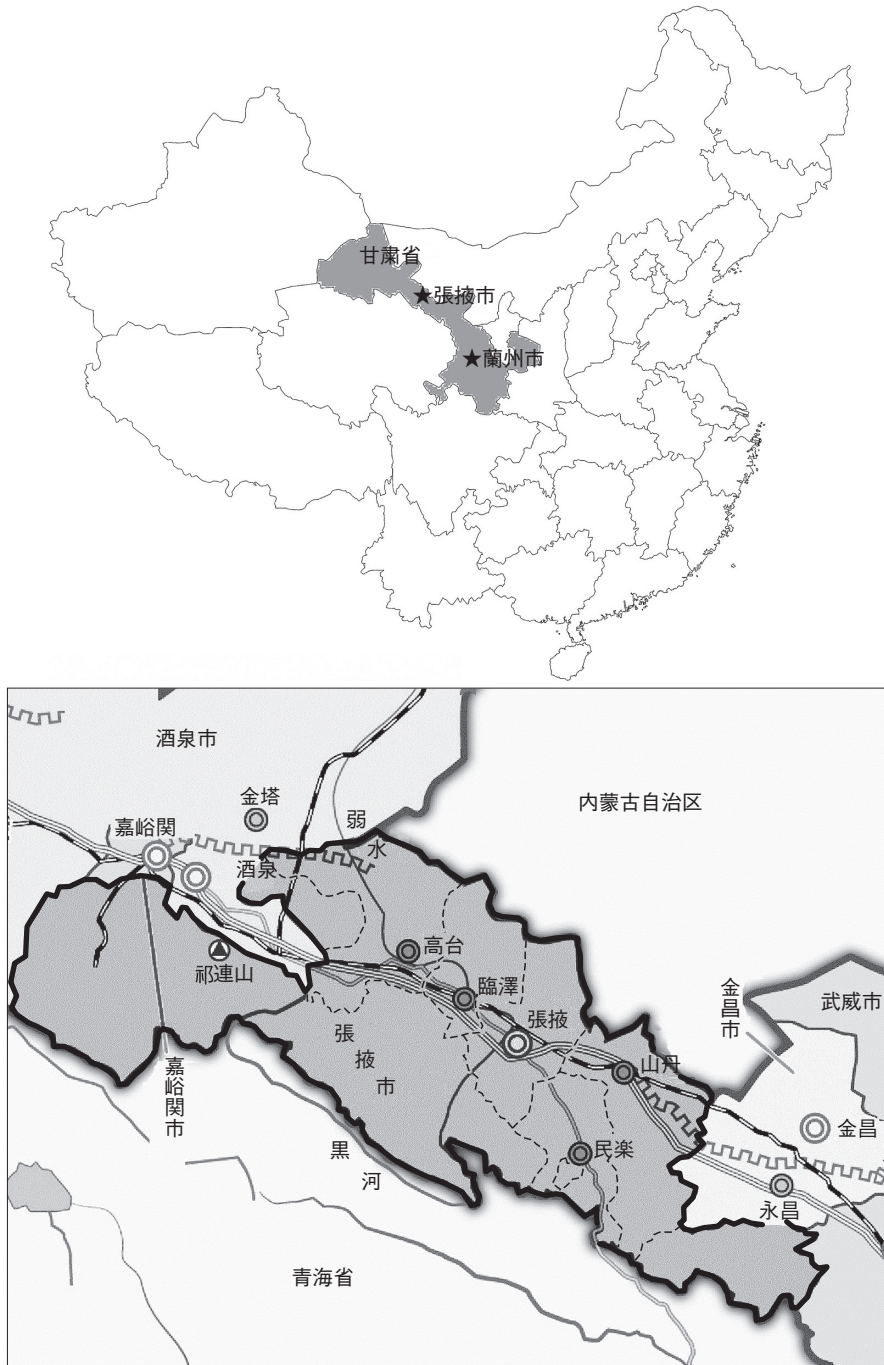 甘粛省
★張掖市
★蘭州市
酒泉市
金塔
内蒙古自治区
嘉峪関
弱水
酒泉
高台
祁連山
臨澤
張掖
金昌市
武威市
張掖市
山丹
嘉峪関市
金昌
民楽
黒河
永昌
青海省